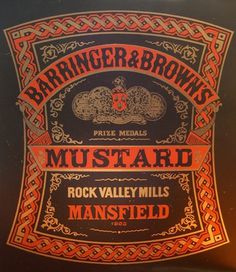 BARRINGER & BROWN'S
PRIZE MEDALS
MUSTARD
ROCK VALLEY MILLS
MANSFIELD